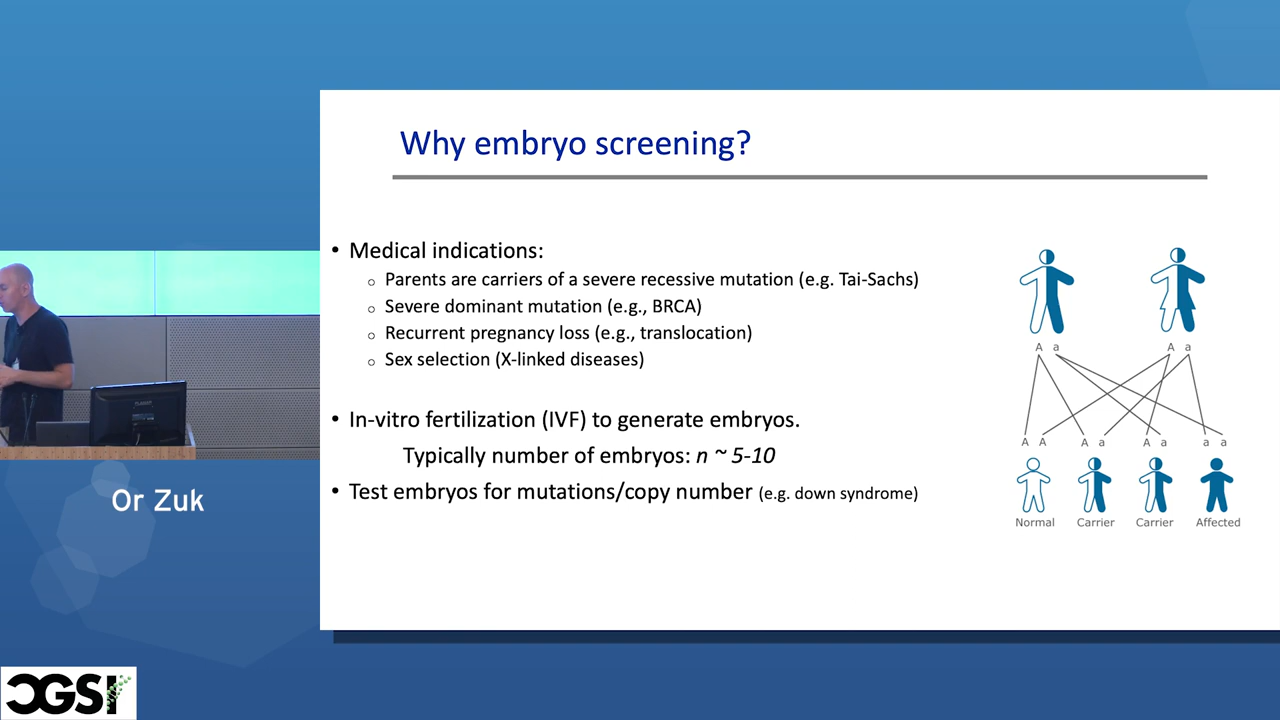 Why embryo screening?
• Medical indications:
o Parents are carriers of a severe recessive mutation (e.g. Tai-Sachs)
o Severe dominant mutation (e.g., BRCA)
o Recurrent pregnancy loss (e.g., translocation)
o Sex selection (X-linked diseases)
• In-vitro fertilization (IVF) to generate embryos.
Typically number of embryos: n ~ 5-10
• Test embryos for mutations/copy number (e.g. down syndrome)
A a
A a
A A
A a
A a
a a
Normal
Carrier
Carrier
Affected
Or Zuk
CGSI